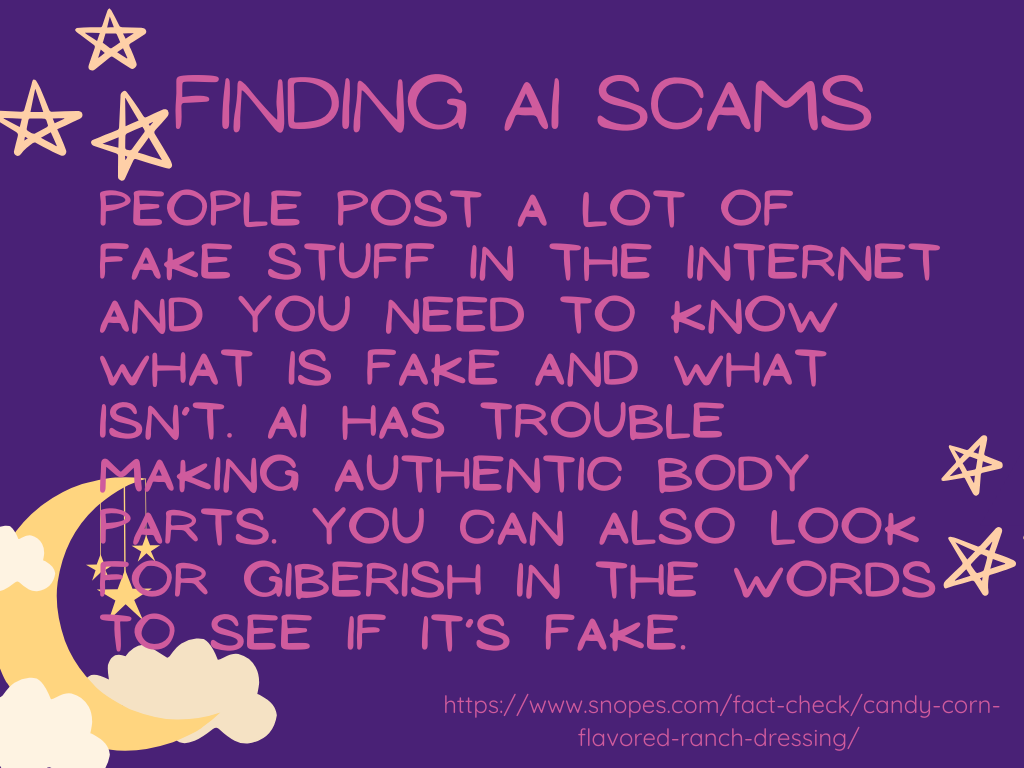 FINDING AI SCAMS
PEOPLE POST A LOT OF
FAKE STUFF IN THE INTERNET
AND YOU NEED TO KNOW
WHAT IS FAKE AND WHAT
ISN'T. AI HAS TROUBLE
MAKING AUTHENTIC BODY
PARTS. YOU CAN ALSO LOOK
FOR GIBERISH IN THE WORDS
TO SEE IF IT'S FAKE.
https://www.snopes.com/fact-check/candy-corn-
flavored-ranch-dressing/